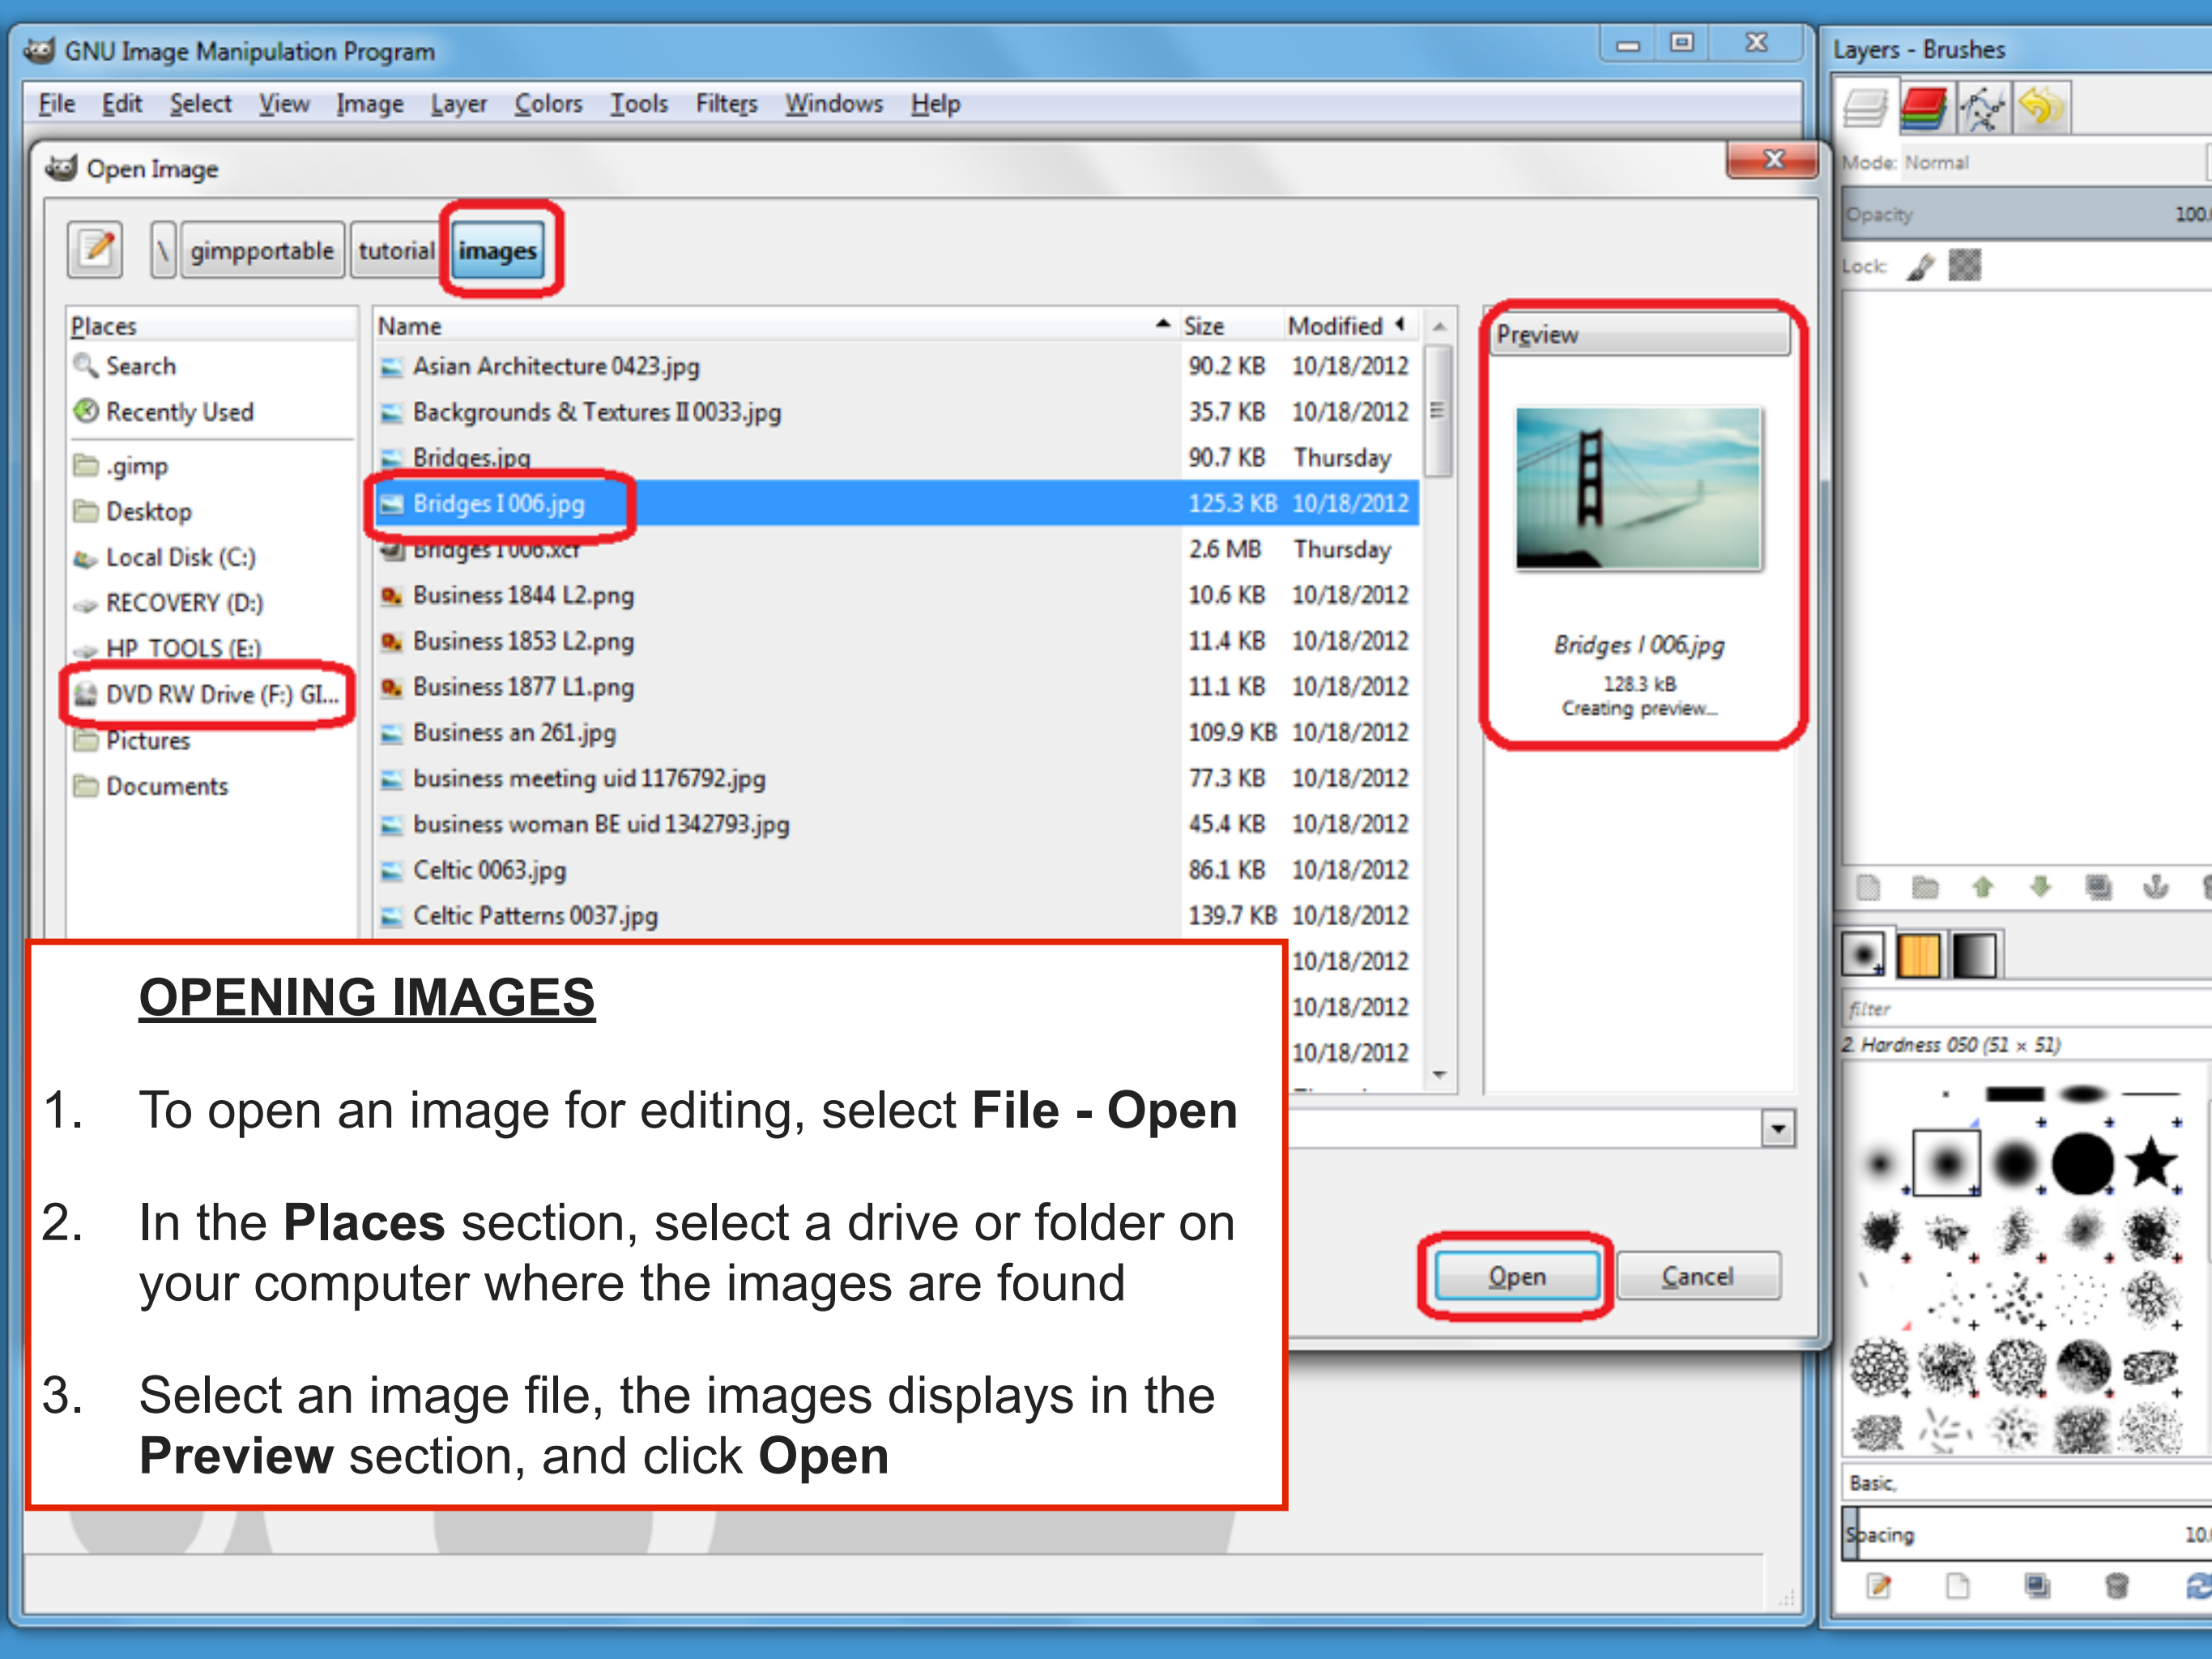 GNU Image Manipulation Program
File Edit Select View Image Layer Colors Tools Filters Windows Help
Open Image
\ gimpportable tutorial images
Places
Search
Recently Used
.gimp
Desktop
Local Disk (C:)
RECOVERY (D:)
HP_TOOLS (E:)
DVD RW Drive (F:) GI...
Pictures
Documents
Name Size Modified
Asian Architecture 0423.jpg 90.2 KB 10/18/2012
Backgrounds & Textures II 0033.jpg 35.7 KB 10/18/2012
Bridges.jpg 90.7 KB Thursday
Bridges I 006.jpg 125.3 KB 10/18/2012
Bridges I 006.xcf 2.6 MB Thursday
Business 1844 L2.png 10.6 KB 10/18/2012
Business 1853 L2.png 11.4 KB 10/18/2012
Business 1877 L1.png 11.1 KB 10/18/2012
Business an 261.jpg 109.9 KB 10/18/2012
business meeting uid 1176792.jpg 77.3 KB 10/18/2012
business woman BE uid 1342793.jpg 45.4 KB 10/18/2012
Celtic 0063.jpg 86.1 KB 10/18/2012
Celtic Patterns 0037.jpg 139.7 KB 10/18/2012
10/18/2012
10/18/2012
10/18/2012
Preview
Bridges I 006.jpg
128.3 kB
Creating preview...
Open Cancel
OPENING IMAGES
1. To open an image for editing, select File - Open
2. In the Places section, select a drive or folder on
your computer where the images are found
3. Select an image file, the images displays in the
Preview section, and click Open
Layers - Brushes
Mode: Normal
Opacity 100.
Lock:
filter
2. Hardness 050 (51 × 51)
Basic,
Spacing 10.